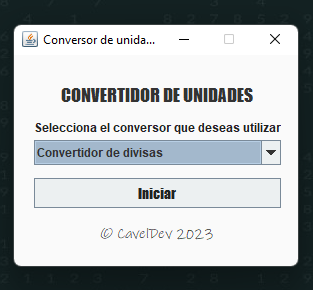 Conversor de unida...
CONVERTIDOR DE UNIDADES
Selecciona el conversor que deseas utilizar
Convertidor de divisas
Iniciar
© CavelDev 2023